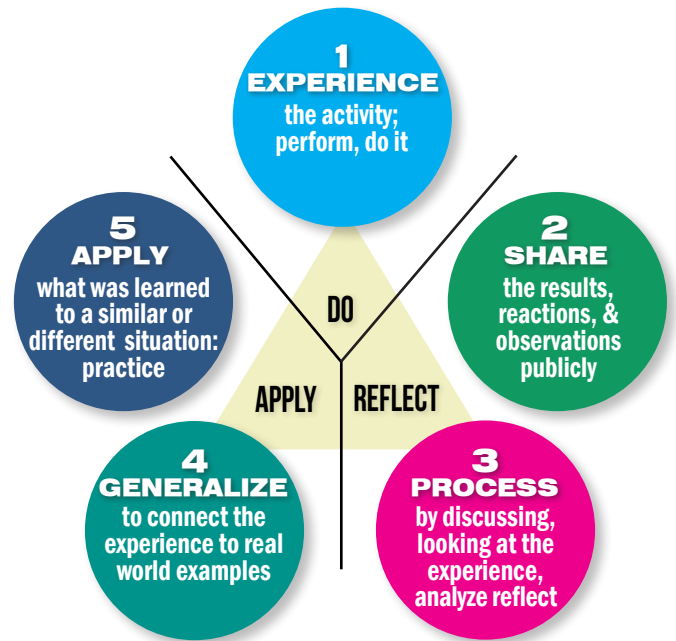 1
EXPERIENCE
the activity;
perform, do it
2
SHARE
the results,
reactions, &
observations
publicly
3
PROCESS
by discussing,
looking at the
experience,
analyze reflect
4
GENERALIZE
to connect the
experience to real
world examples
5
APPLY
what was learned
to a similar or
different situation:
practice
DO
REFLECT
APPLY